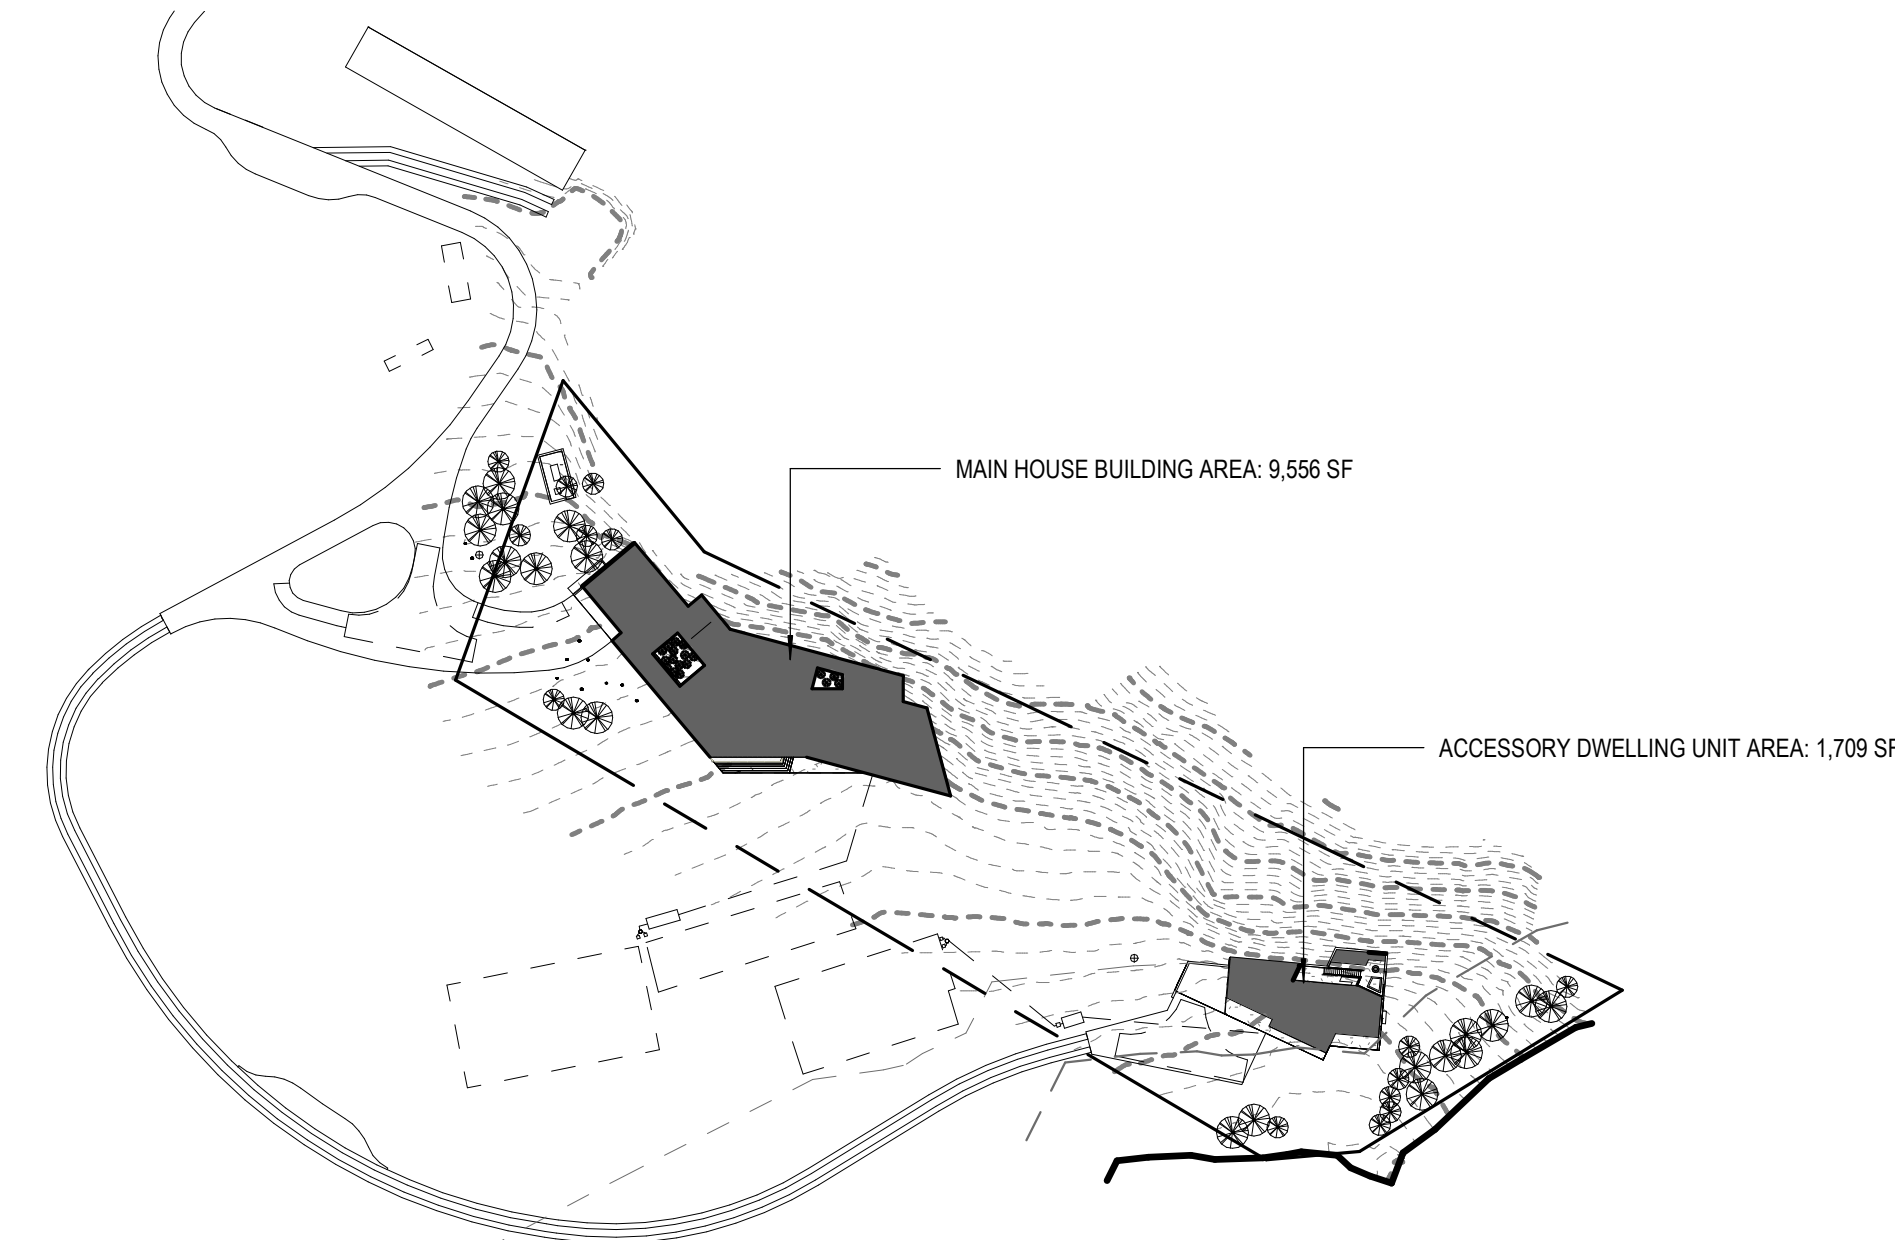 MAIN HOUSE BUILDING AREA: 9,556 SF
ACCESSORY DWELLING UNIT AREA: 1,709 SF